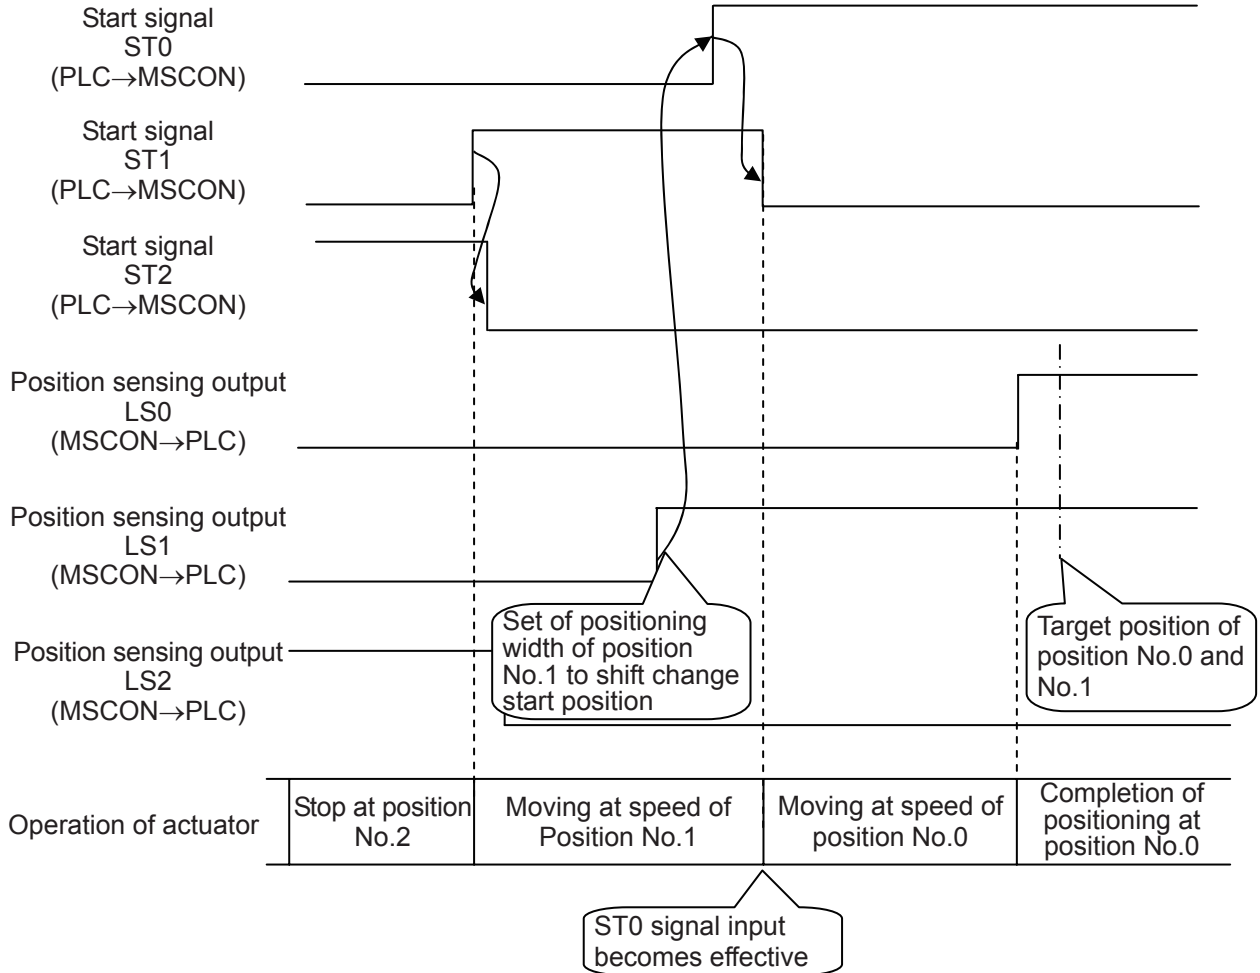 Start signal
ST0
(PLC→MSCON)
Start signal
ST1
(PLC→MSCON)
Start signal
ST2
(PLC→MSCON)
Position sensing output
LS0
(MSCON→PLC)
Position sensing output
LS1
(MSCON→PLC)
Set of positioning
width of position
No.1 to shift change
start position
Target position of
position No.0 and
No.1
Position sensing output
LS2
(MSCON→PLC)
Operation of actuator
Stop at position
No.2
Moving at speed of
Position No.1
Moving at speed of
position No.0
Completion of
positioning at
position No.0
ST0 signal input
becomes effective